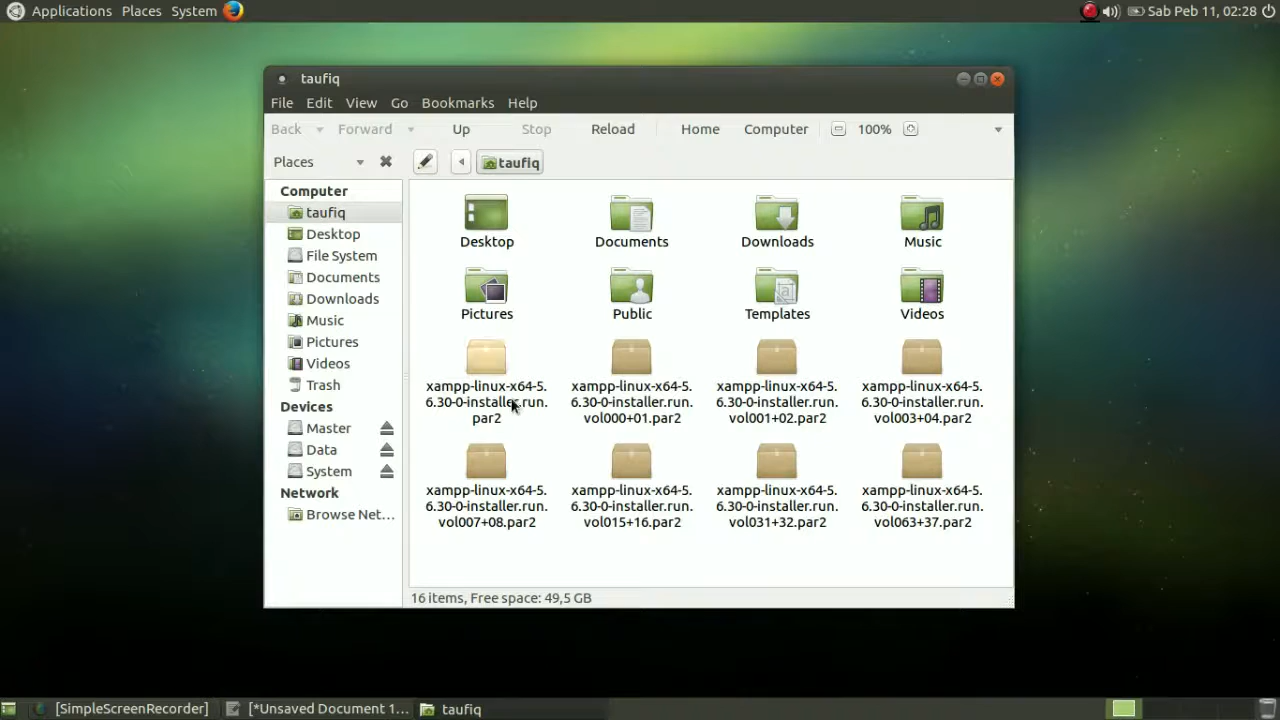 Applications Places System Sab Peb 11, 02:28
taufiq
File Edit View Go Bookmarks Help
Back Forward Up Stop Reload Home Computer 100%
Places taufiq
Computer
taufiq
Desktop
File System
Documents
Downloads
Music
Pictures
Videos
Trash
Devices
Master
Data
System
Network
Browse Net...
Desktop Documents Downloads Music
Pictures Public Templates Videos
xampp-linux-x64-5.
6.30-0-installer.run.
par2
xampp-linux-x64-5.
6.30-0-installer.run.
vol000+01.par2
xampp-linux-x64-5.
6.30-0-installer.run.
vol001+02.par2
xampp-linux-x64-5.
6.30-0-installer.run.
vol003+04.par2
xampp-linux-x64-5.
6.30-0-installer.run.
vol007+08.par2
xampp-linux-x64-5.
6.30-0-installer.run.
vol015+16.par2
xampp-linux-x64-5.
6.30-0-installer.run.
vol031+32.par2
xampp-linux-x64-5.
6.30-0-installer.run.
vol063+37.par2
16 items, Free space: 49,5 GB
[SimpleScreenRecorder] [*Unsaved Document 1... taufiq